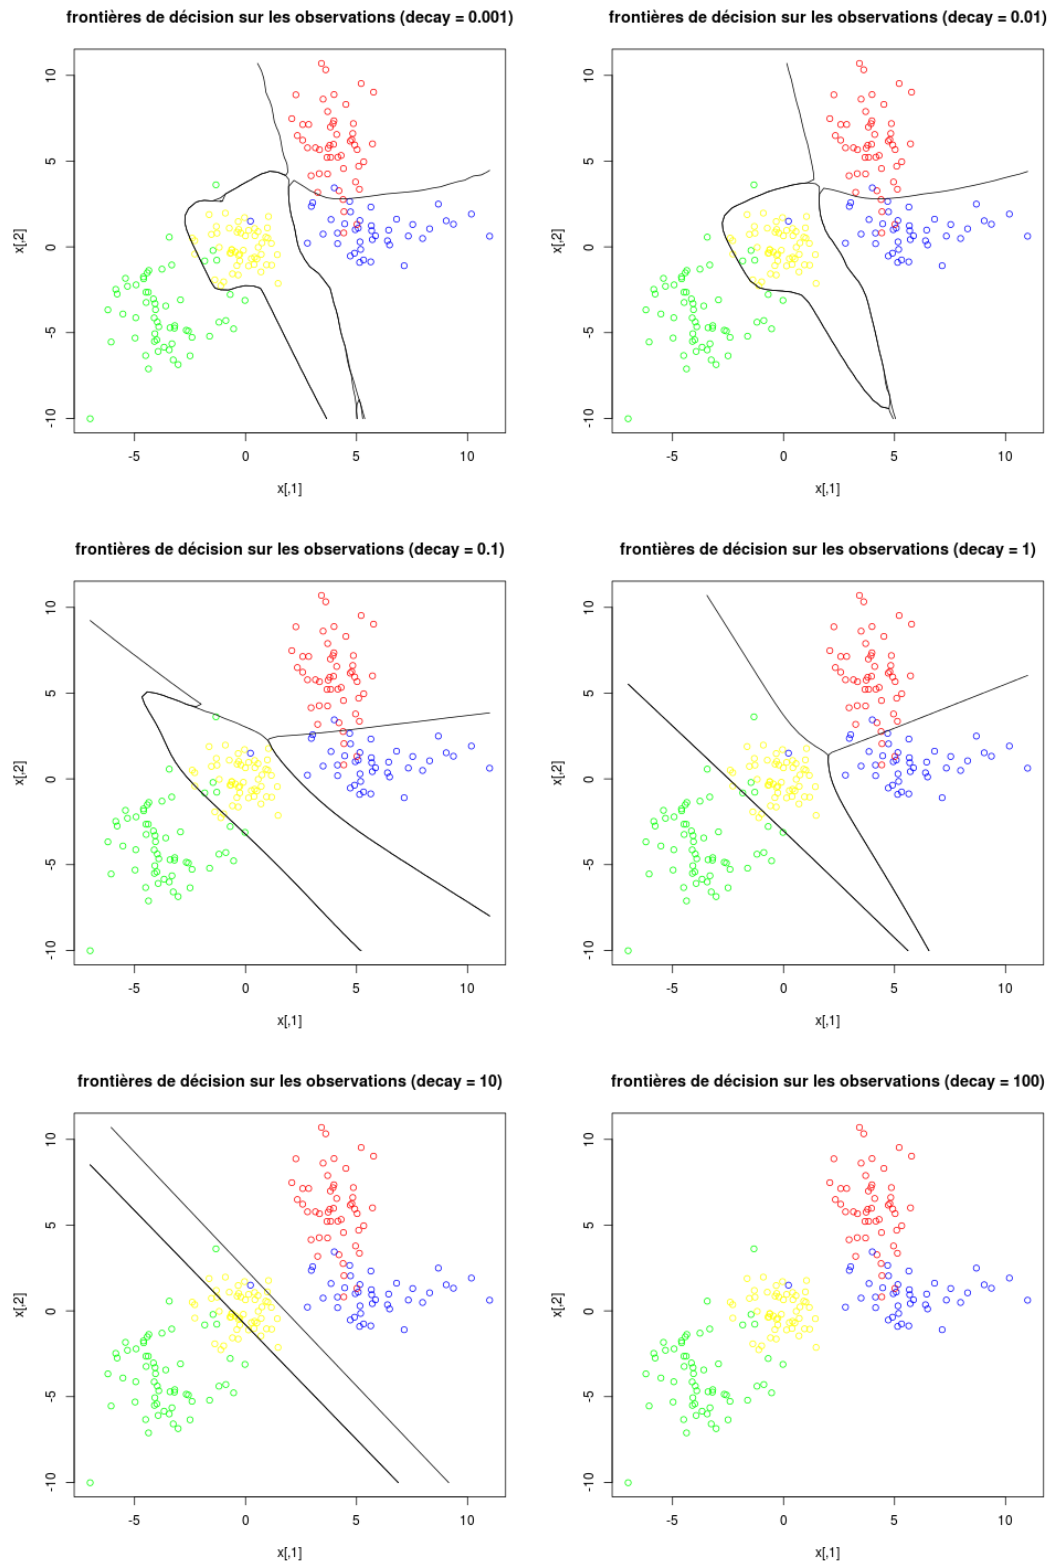 frontières de décision sur les observations (decay = 0.001)
frontières de décision sur les observations (decay = 0.01)
10
5
0
-5
-10
x[,2]
-5 0 5 10
x[,1]
10
5
0
-5
-10
x[,2]
-5 0 5 10
x[,1]
frontières de décision sur les observations (decay = 0.1)
frontières de décision sur les observations (decay = 1)
10
5
0
-5
-10
x[,2]
-5 0 5 10
x[,1]
10
5
0
-5
-10
x[,2]
-5 0 5 10
x[,1]
frontières de décision sur les observations (decay = 10)
frontières de décision sur les observations (decay = 100)
10
5
0
-5
-10
x[,2]
-5 0 5 10
x[,1]
10
5
0
-5
-10
x[,2]
-5 0 5 10
x[,1]